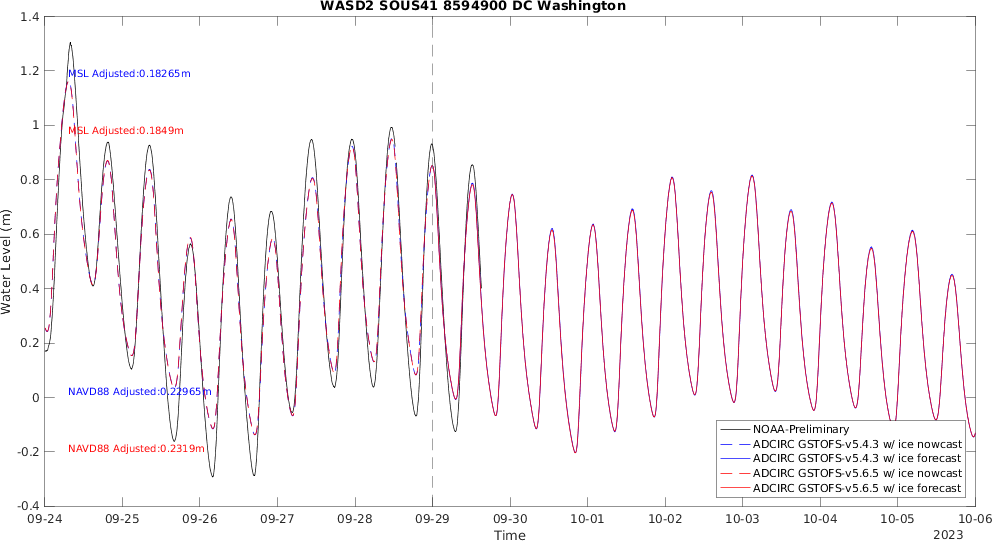 WASD2 SOUS41 8594900 DC Washington
1.4
1.2
1
0.8
0.6
0.4
0.2
0
-0.2
-0.4
Water Level (m)
MSL Adjusted:0.18265m
MSL Adjusted:0.1849m
NAVD88 Adjusted:0.22965m
NAVD88 Adjusted:0.2319m
NOAA-Preliminary
ADCIRC GSTOFS-v5.4.3 w/ ice nowcast
ADCIRC GSTOFS-v5.4.3 w/ ice forecast
ADCIRC GSTOFS-v5.6.5 w/ ice nowcast
ADCIRC GSTOFS-v5.6.5 w/ ice forecast
09-24 09-25 09-26 09-27 09-28 09-29 09-30 10-01 10-02 10-03 10-04 10-05 10-06
Time
2023